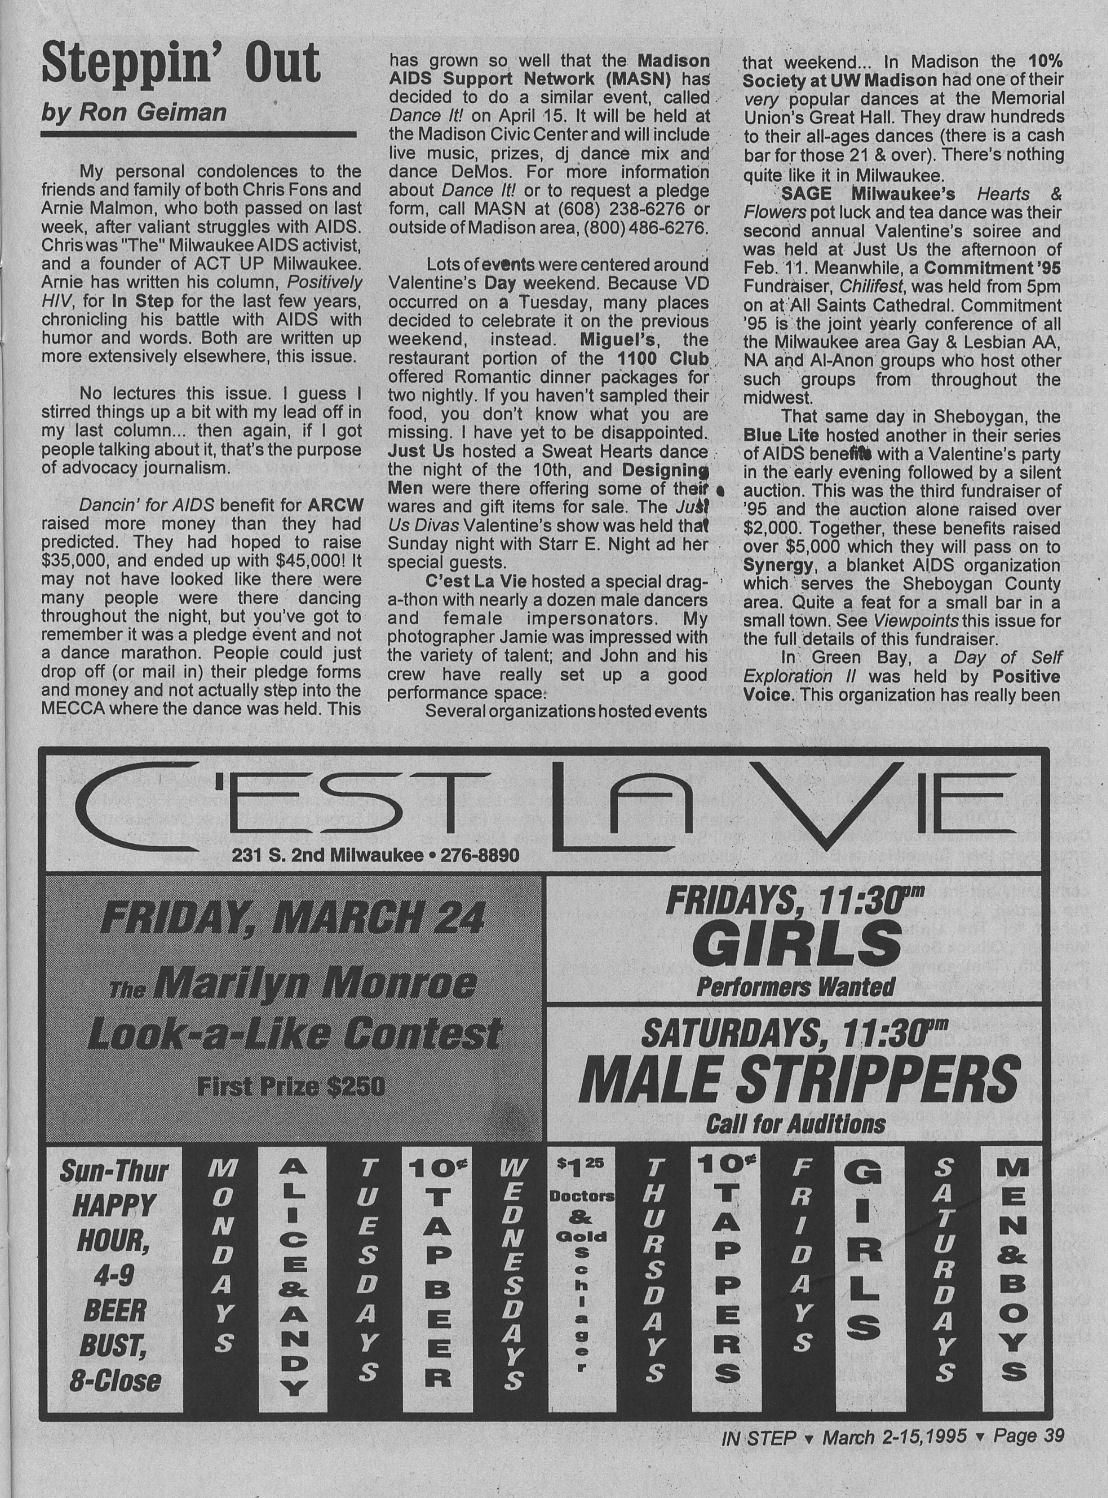 Steppin' Out
by Ron Geiman
My personal condolences to the
friends and family of both Chris Fons and
Arnie Malmon, who both passed on last
week, after valiant struggles with AIDS.
Chris was "The" Milwaukee AIDS activist,
and a founder of ACT UP Milwaukee.
Arnie has written his column, Positively
HIV, for In Step for the last few years,
chronicling his battle with AIDS with
humor and words. Both are written up
more extensively elsewhere, this issue.
No lectures this issue. I guess I
stirred things up a bit with my lead off in
my last column... then again, if I got
people talking about it, that's the purpose
of advocacy journalism.
Dancin' for AIDS benefit for ARCW
raised more money than they had
predicted. They had hoped to raise
$35,000, and ended up with $45,000! It
may not have looked like there were
many people were there dancing
throughout the night, but you've got to
remember it was a pledge event and not
a dance marathon. People could just
drop off (or mail in) their pledge forms
and money and not actually step into the
MECCA where the dance was held. This
has grown so well that the Madison
AIDS Support Network (MASN) has
decided to do a similar event, called
Dance It! on April 15. It will be held at
the Madison Civic Center and will include
live music, prizes, dj dance mix and
dance DeMos. For more information
about Dance It! or to request a pledge
form, call MASN at (608) 238-6276 or
outside of Madison area, (800) 486-6276.
Lots of events were centered around
Valentine's Day weekend. Because VD
occurred on a Tuesday, many places
decided to celebrate it on the previous
weekend, instead. Miguel's, the
restaurant portion of the 1100 Club
offered Romantic dinner packages for
two nightly. If you haven't sampled their
food, you don't know what you are
missing. I have yet to be disappointed.
Just Us hosted a Sweat Hearts dance
the night of the 10th, and Designing
Men were there offering some of their
wares and gift items for sale. The Just
Us Divas Valentine's show was held that
Sunday night with Starr E. Night ad her
special guests.
C'est La Vie hosted a special drag-
a-thon with nearly a dozen male dancers
and female impersonators. My
photographer Jamie was impressed with
the variety of talent; and John and his
crew have really set up a good
performance space.
Several organizations hosted events
that weekend... In Madison the 10%
Society at UW Madison had one of their
very popular dances at the Memorial
Union's Great Hall. They draw hundreds
to their all-ages dances (there is a cash
bar for those 21 & over). There's nothing
quite like it in Milwaukee.
SAGE Milwaukee's Hearts &
Flowers pot luck and tea dance was their
second annual Valentine's soiree and
was held at Just Us the afternoon of
Feb. 11. Meanwhile, a Commitment '95
Fundraiser, Chilifest, was held from 5pm
on at All Saints Cathedral. Commitment
'95 is the joint yearly conference of all
the Milwaukee area Gay & Lesbian AA,
NA and Al-Anon groups who host other
such groups from throughout the
midwest.
That same day in Sheboygan, the
Blue Lite hosted another in their series
of AIDS benefits with a Valentine's party
in the early evening followed by a silent
auction. This was the third fundraiser of
'95 and the auction alone raised over
$2,000. Together, these benefits raised
over $5,000 which they will pass on to
Synergy, a blanket AIDS organization
which serves the Sheboygan County
area. Quite a feat for a small bar in a
small town. See Viewpoints this issue for
the full details of this fundraiser.
In Green Bay, a Day of Self
Exploration II was held by Positive
Voice. This organization has really been
C'EST LA VIE
231 S. 2nd Milwaukee • 276-8890
FRIDAY, MARCH 24
The Marilyn Monroe
Look-a-Like Contest
First Prize $250
FRIDAYS, 11:30pm
GIRLS
Performers Wanted
SATURDAYS, 11:30pm
MALE STRIPPERS
Call for Auditions
Sun-Thur
HAPPY
HOUR,
4-9
BEER
BUST,
8-Close
MONDAYS
ALICE & ANDY
TUESDAYS
10¢ TAP BEER
WEDNESDAYS
$1.25
Doctors
&
Gold
Schlager
THURSDAYS
10¢ TAPPERS
FRIDAYS
GIRLS
SATURDAYS
MEN & BOYS
IN STEP ▼ March 2-15, 1995 ▼ Page 39